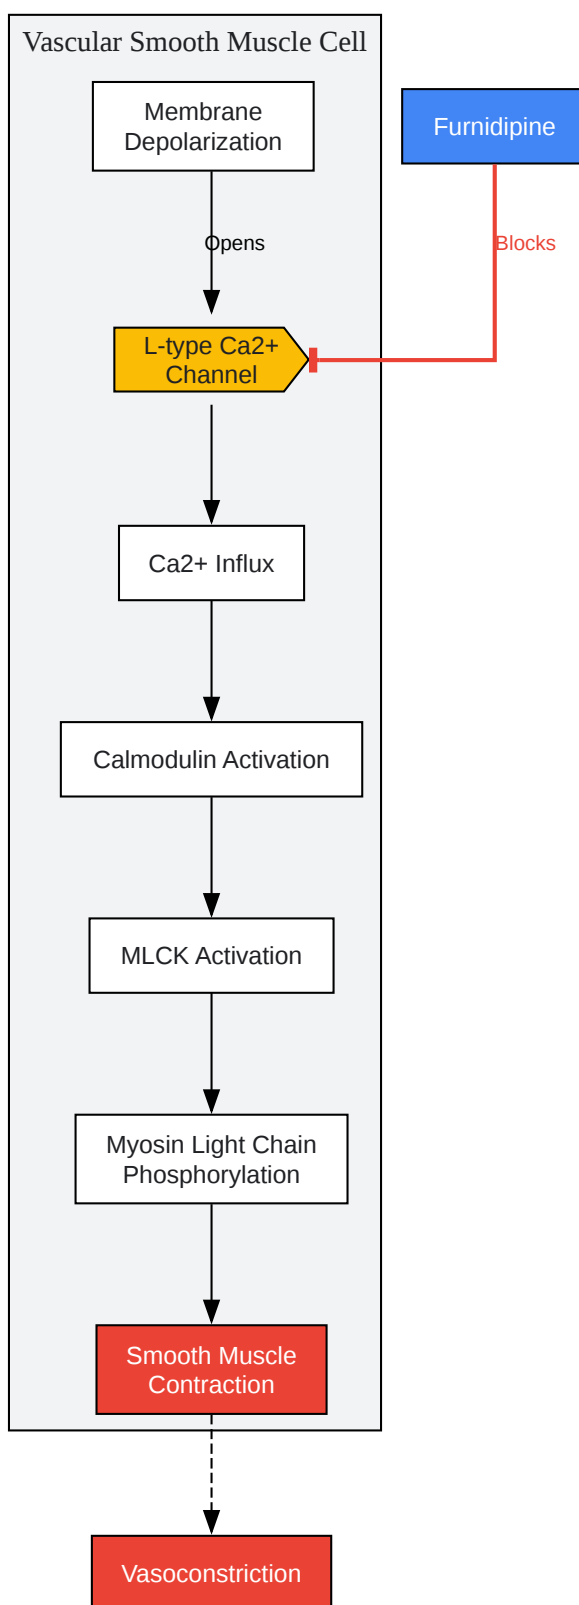 Vascular Smooth Muscle Cell
Membrane
Depolarization
Furnidipine
Opens
Blocks
L-type Ca2+
Channel
Ca2+ Influx
Calmodulin Activation
MLCK Activation
Myosin Light Chain
Phosphorylation
Smooth Muscle
Contraction
Vasoconstriction